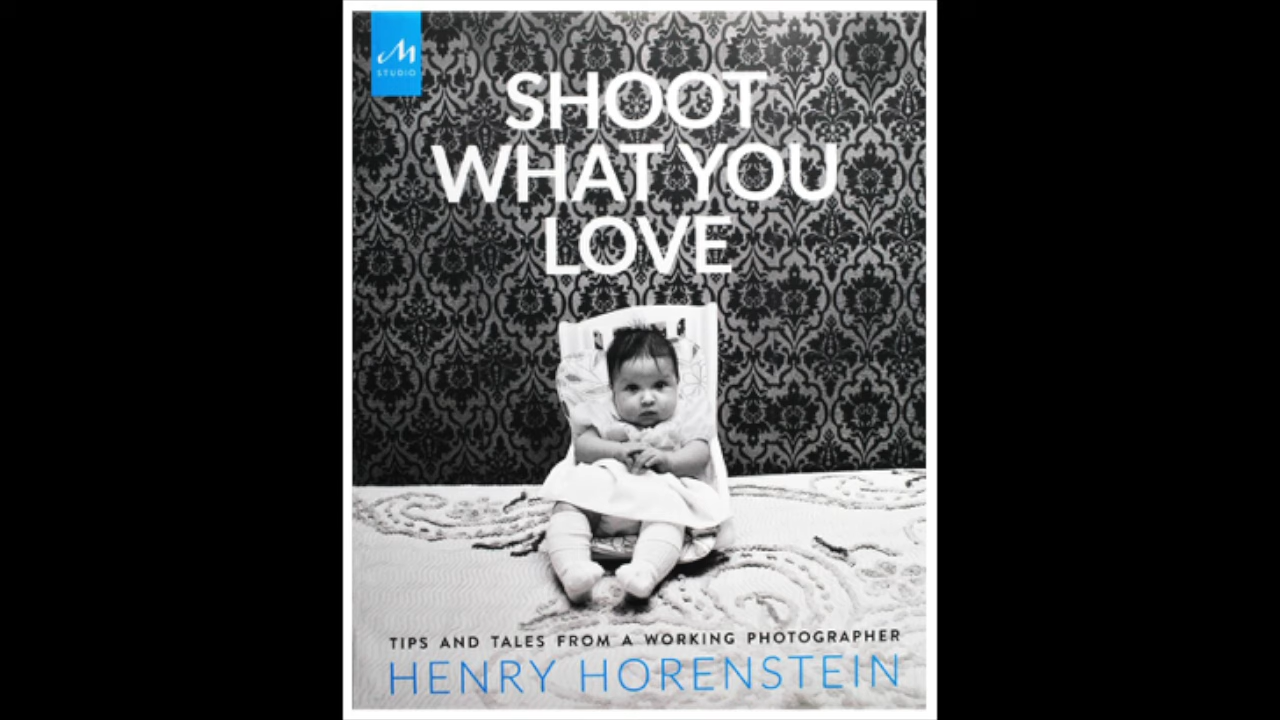 M
STUDIO
SHOOT
WHAT YOU
LOVE
TIPS AND TALES FROM A WORKING PHOTOGRAPHER
HENRY HORENSTEIN